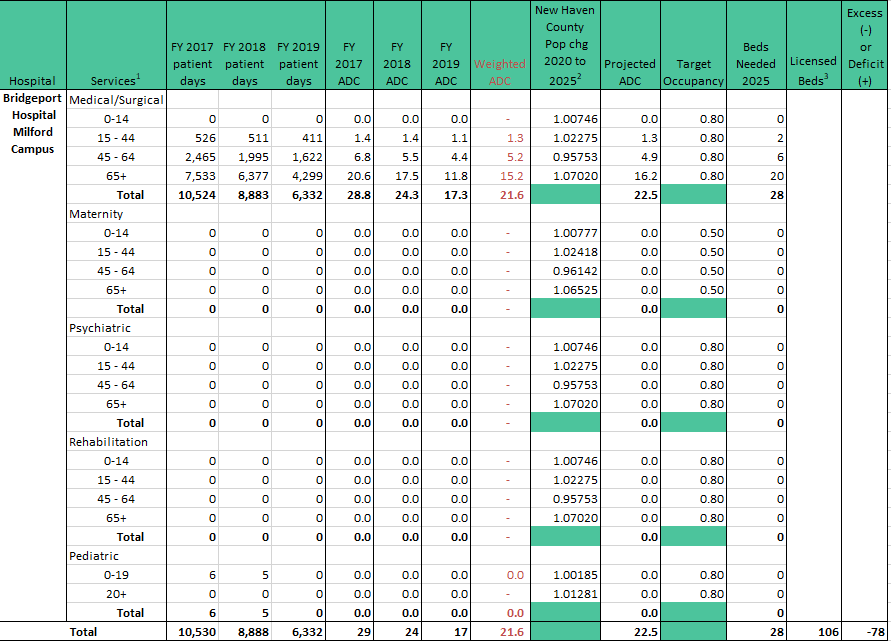 Hospital Services1 FY 2017 patient days FY 2018 patient days FY 2019 patient days FY 2017 ADC FY 2018 ADC FY 2019 ADC Weighted ADC New Haven County Pop chg 2020 to 20252 Projected ADC Target Occupancy Beds Needed 2025 Licensed Beds3 Excess (-) or Deficit (+)
Bridgeport Hospital Milford Campus
Medical/Surgical
0-14 0 0 0 0.0 0.0 0.0 - 1.00746 0.0 0.80 0
15 - 44 526 511 411 1.4 1.4 1.1 1.3 1.02275 1.3 0.80 2
45 - 64 2,465 1,995 1,622 6.8 5.5 4.4 5.2 0.95753 4.9 0.80 6
65+ 7,533 6,377 4,299 20.6 17.5 11.8 15.2 1.07020 16.2 0.80 20
Total 10,524 8,883 6,332 28.8 24.3 17.3 21.6 22.5 28
Maternity
0-14 0 0 0 0.0 0.0 0.0 - 1.00777 0.0 0.50 0
15 - 44 0 0 0 0.0 0.0 0.0 - 1.02418 0.0 0.50 0
45 - 64 0 0 0 0.0 0.0 0.0 - 0.96142 0.0 0.50 0
65+ 0 0 0 0.0 0.0 0.0 - 1.06525 0.0 0.50 0
Total 0 0 0 0.0 0.0 0.0 - 0.0 0
Psychiatric
0-14 0 0 0 0.0 0.0 0.0 - 1.00746 0.0 0.80 0
15 - 44 0 0 0 0.0 0.0 0.0 - 1.02275 0.0 0.80 0
45 - 64 0 0 0 0.0 0.0 0.0 - 0.95753 0.0 0.80 0
65+ 0 0 0 0.0 0.0 0.0 - 1.07020 0.0 0.80 0
Total 0 0 0 0.0 0.0 0.0 - 0.0 0
Rehabilitation
0-14 0 0 0 0.0 0.0 0.0 - 1.00746 0.0 0.80 0
15 - 44 0 0 0 0.0 0.0 0.0 - 1.02275 0.0 0.80 0
45 - 64 0 0 0 0.0 0.0 0.0 - 0.95753 0.0 0.80 0
65+ 0 0 0 0.0 0.0 0.0 - 1.07020 0.0 0.80 0
Total 0 0 0 0.0 0.0 0.0 - 0.0 0
Pediatric
0-19 6 5 0 0.0 0.0 0.0 0.0 1.00185 0.0 0.80 0
20+ 0 0 0 0.0 0.0 0.0 - 1.01281 0.0 0.80 0
Total 6 5 0 0.0 0.0 0.0 0.0 0.0 0
Total 10,530 8,888 6,332 29 24 17 21.6 22.5 28 106 -78